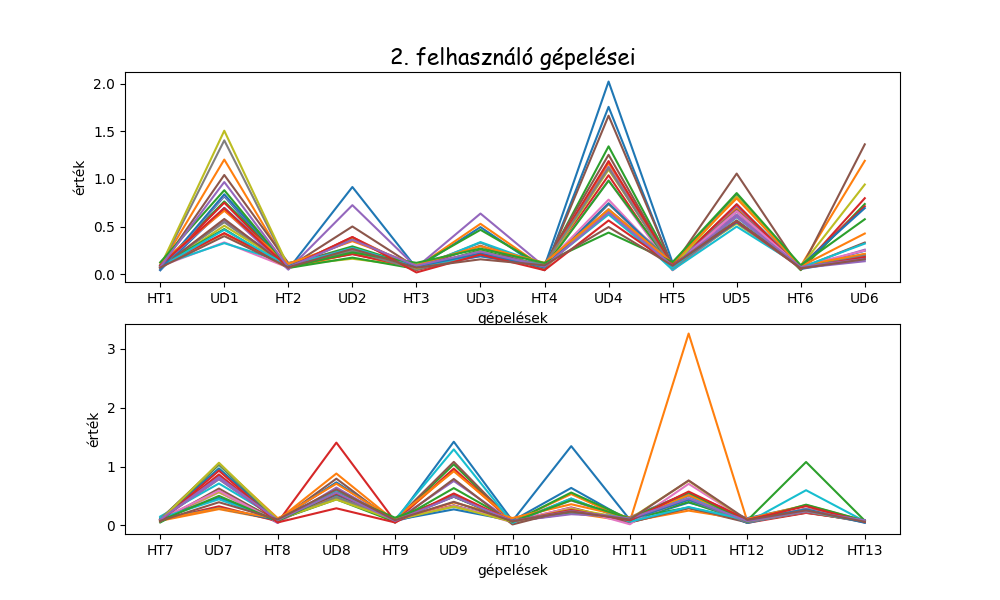 2. felhasználó gépelései
2.0
1.5
1.0
0.5
0.0
érték
HT1 UD1 HT2 UD2 HT3 UD3 HT4 UD4 HT5 UD5 HT6 UD6
gépelések
3
2
1
0
érték
HT7 UD7 HT8 UD8 HT9 UD9 HT10 UD10 HT11 UD11 HT12 UD12 HT13
gépelések